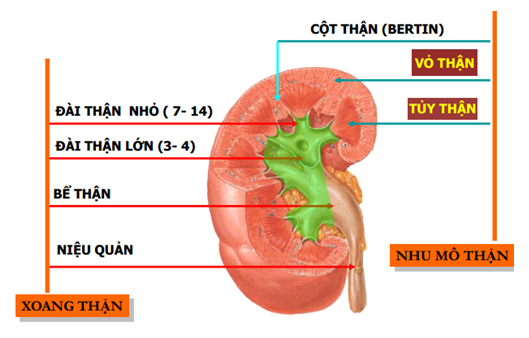 CỘT THẬN (BERTIN)
VỎ THẬN
TỦY THẬN
ĐÀI THẬN NHỎ ( 7- 14)
ĐÀI THẬN LỚN (3- 4)
BỂ THẬN
NIỆU QUẢN
NHU MÔ THẬN
XOANG THẬN